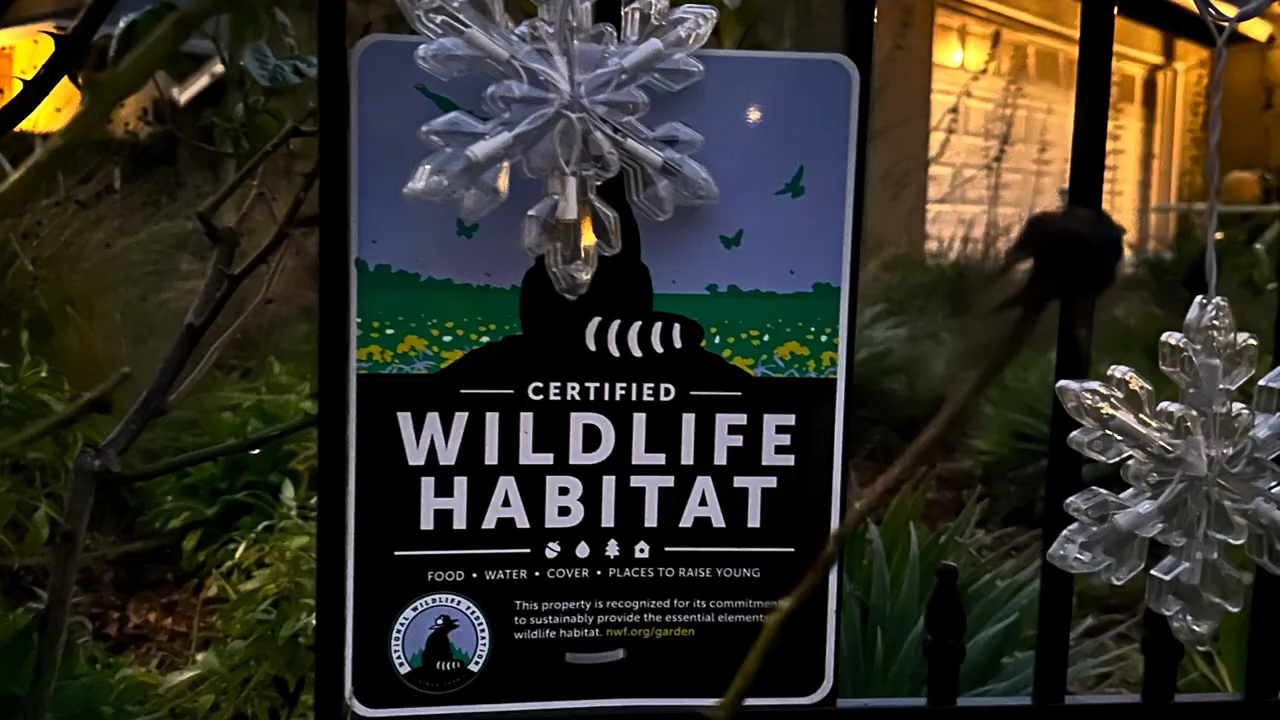 CERTIFIED
WILDLIFE
HABITAT
FOOD • WATER • COVER • PLACES TO RAISE YOUNG
This property is recognized for its commitment
to sustainably provide the essential elements
wildlife habitat. nwf.org/garden
NATIONAL WILDLIFE FEDERATION